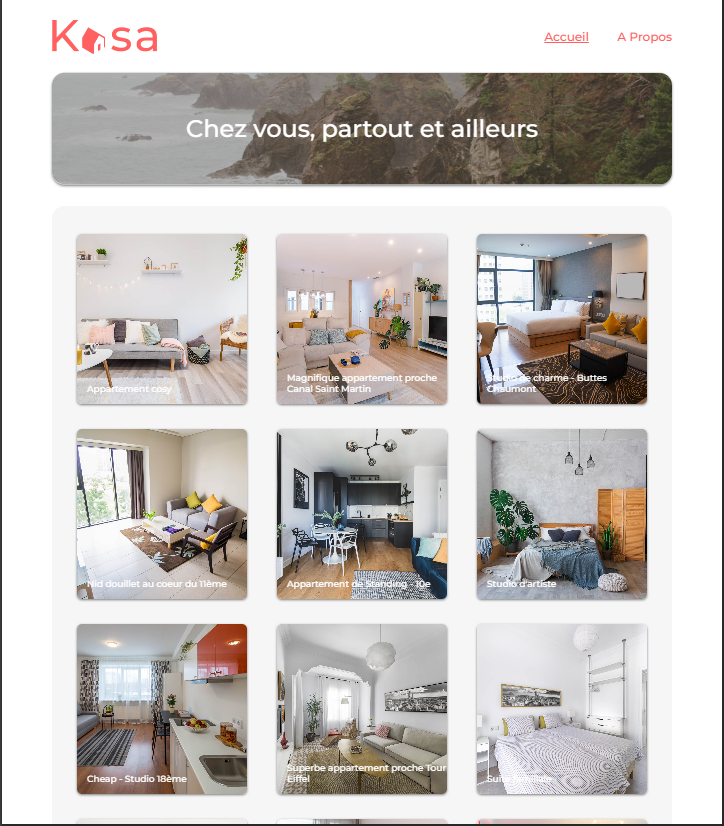 Kasa
Accueil
A Propos
Chez vous, partout et ailleurs
Appartement cosy
Magnifique appartement proche
Canal Saint Martin
Studio de charme - Buttes
Chaumont
Nid douillet au coeur du 11ème
Appartement de Standing - 10e
Studio d'artiste
Cheap - Studio 18ème
Superbe appartement proche Tour
Eiffel
Suite familiale